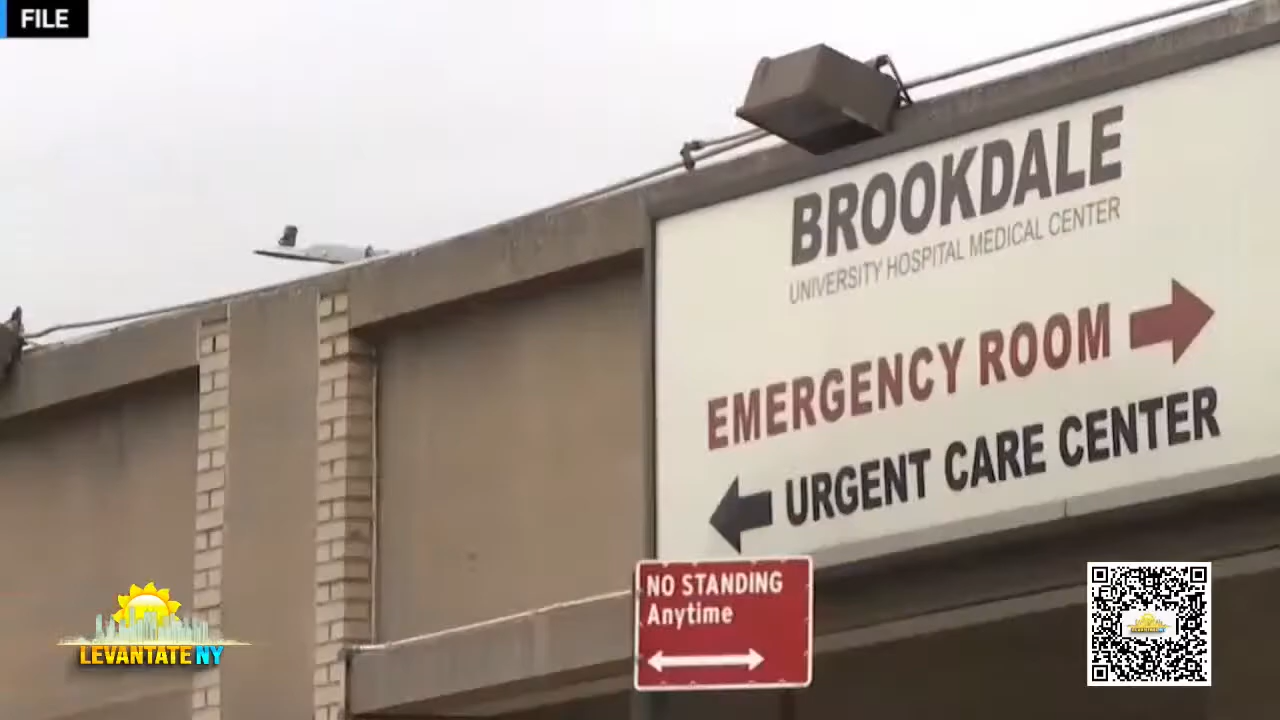 FILE
BROOKDALE
UNIVERSITY HOSPITAL MEDICAL CENTER
EMERGENCY ROOM
URGENT CARE CENTER
NO STANDING
Anytime
LEVANTATE NY